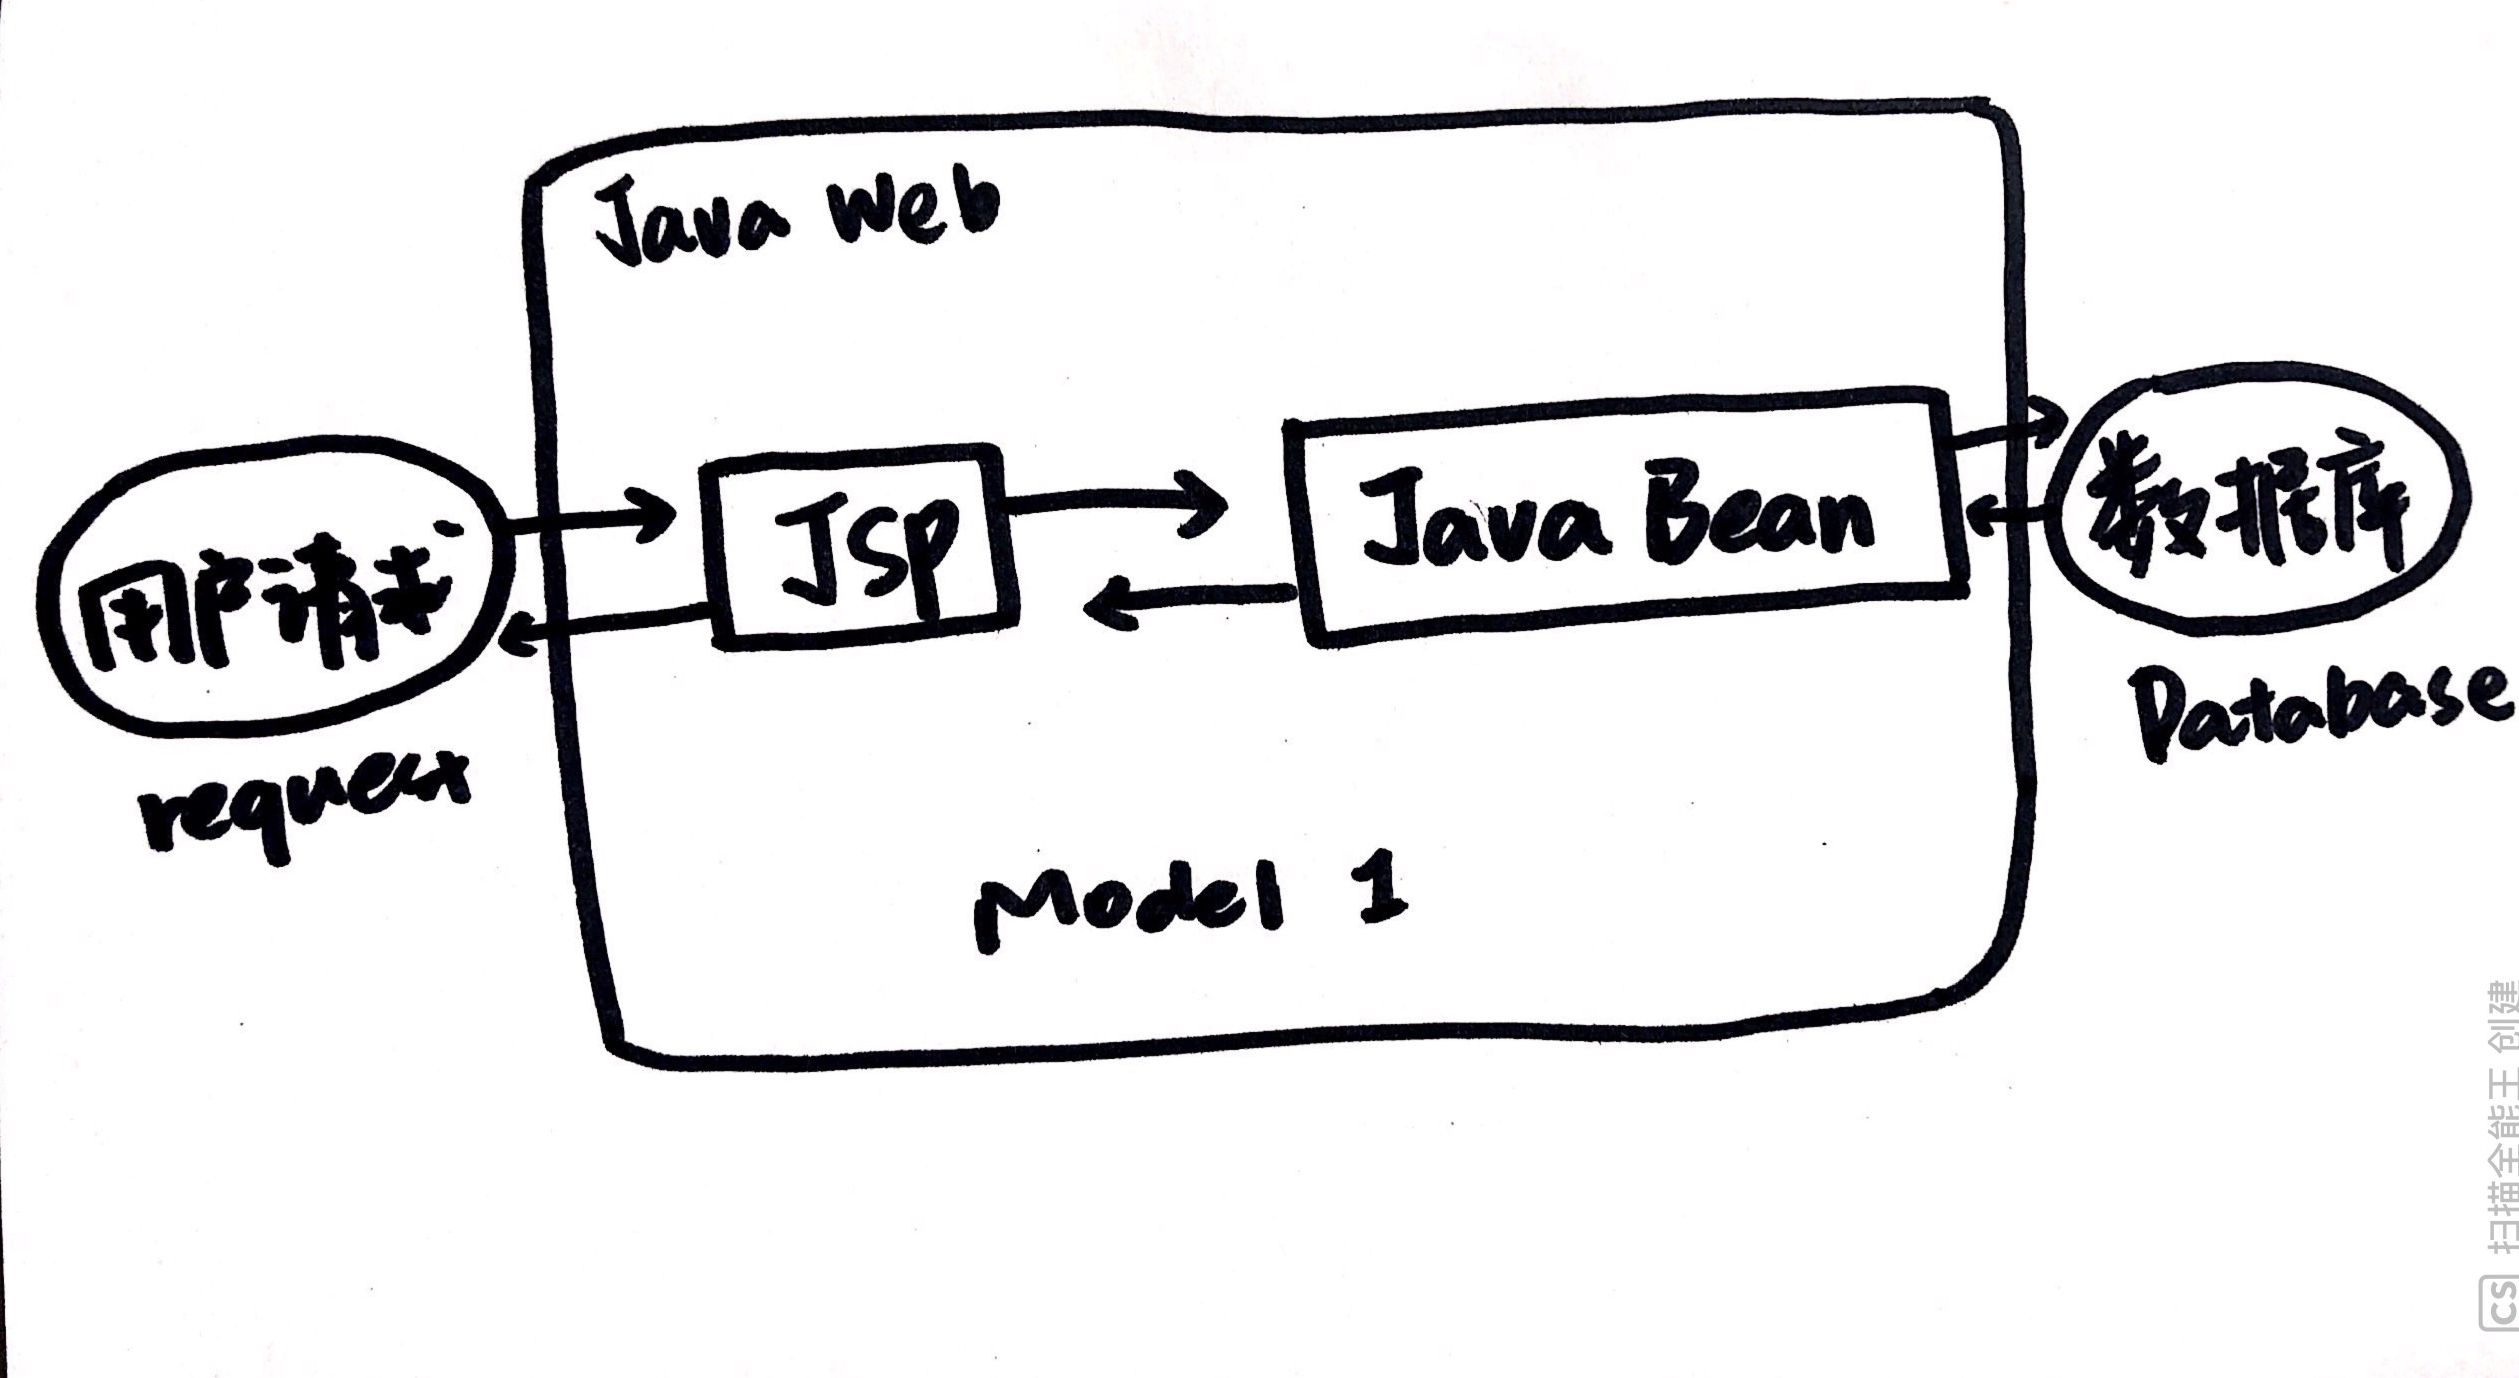 Java Web
用户请求
request
JSP
Java Bean
数据库
Database
Model 1
CS 扫描全能王 创建